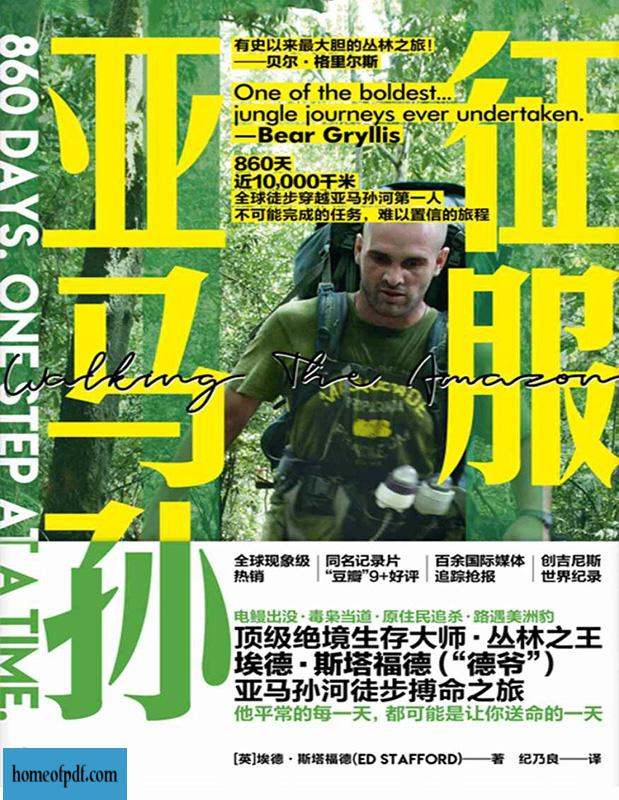 征服
亚马孙
860 DAYS. ONE STEP AT A TIME.
有史以来最大胆的丛林之旅!
——贝尔·格里尔斯
One of the boldest...
jungle journeys ever undertaken.
—Bear Gryllis
860天
近10,000千米
全球徒步穿越亚马孙河第一人
不可能完成的任务，难以置信的旅程
Walking The Amazon
全球现象级
热销
同名记录片
“豆瓣”9+好评
百余国际媒体
追踪抢报
创吉尼斯
世界纪录
电鳗出没·毒枭当道·原住民追杀·路遇美洲豹
顶级绝境生存大师·丛林之王
埃德·斯塔福德（“德爷”）
亚马孙河徒步搏命之旅
他平常的每一天，都可能是让你送命的一天
[英]埃德·斯塔福德(ED STAFFORD)——著 纪乃良——译
homeofpdf.com